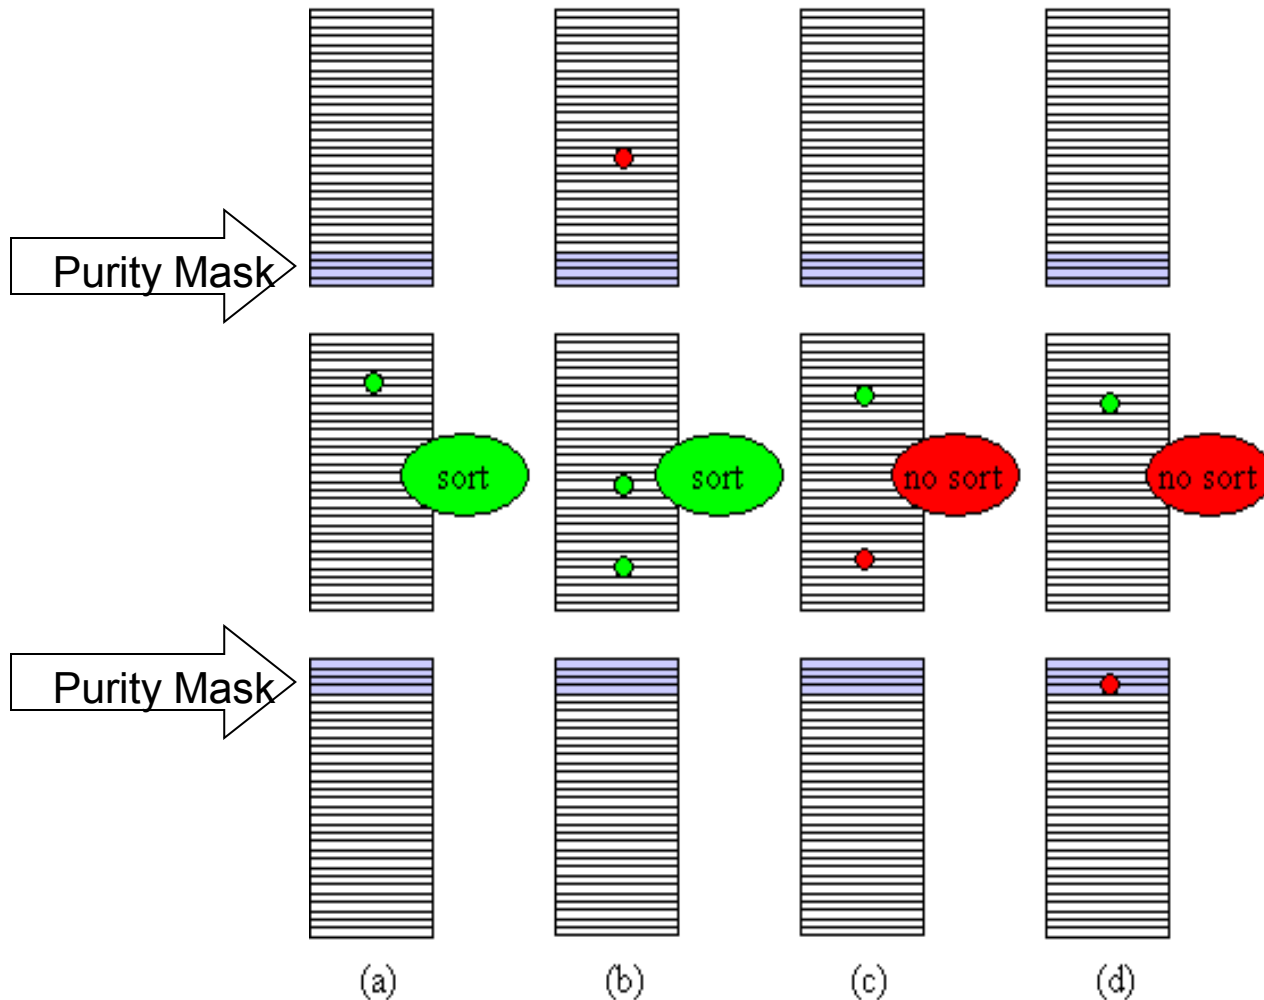 Purity Mask
sort
sort
no sort
no sort
Purity Mask
(a)
(b)
(c)
(d)